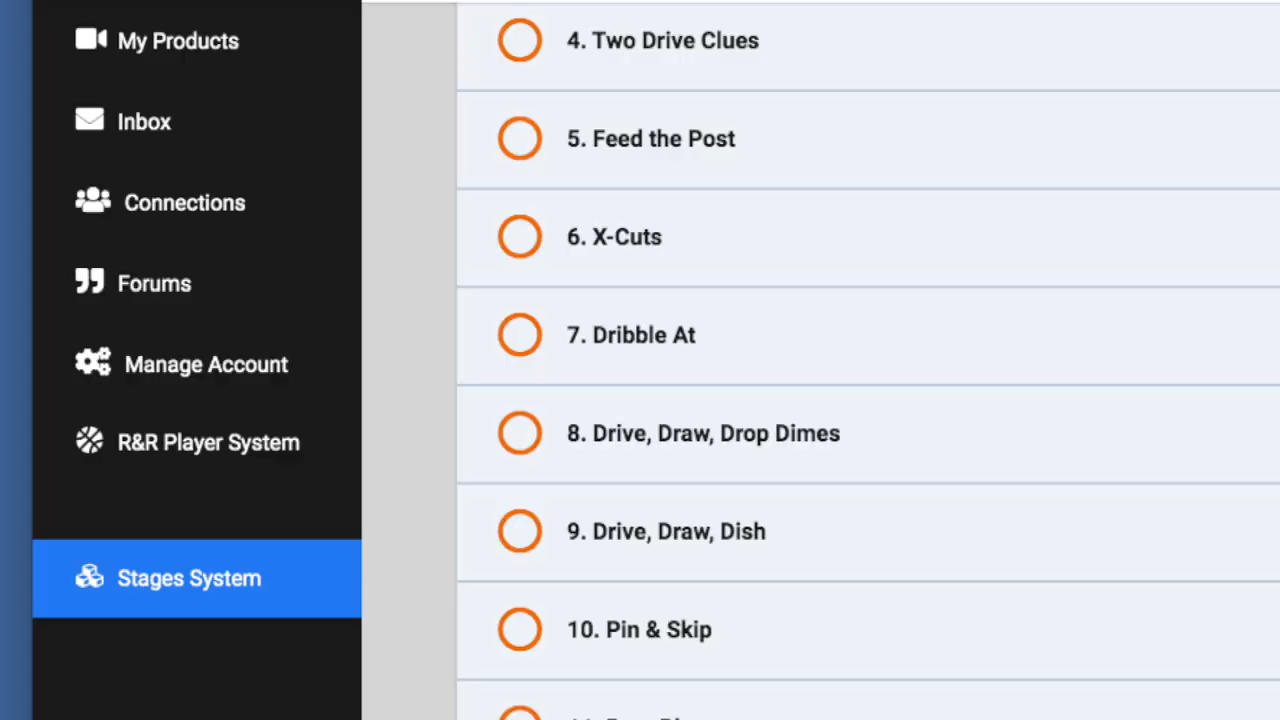 My Products
Inbox
Connections
Forums
Manage Account
R&R Player System
Stages System
4. Two Drive Clues
5. Feed the Post
6. X-Cuts
7. Dribble At
8. Drive, Draw, Drop Dimes
9. Drive, Draw, Dish
10. Pin & Skip